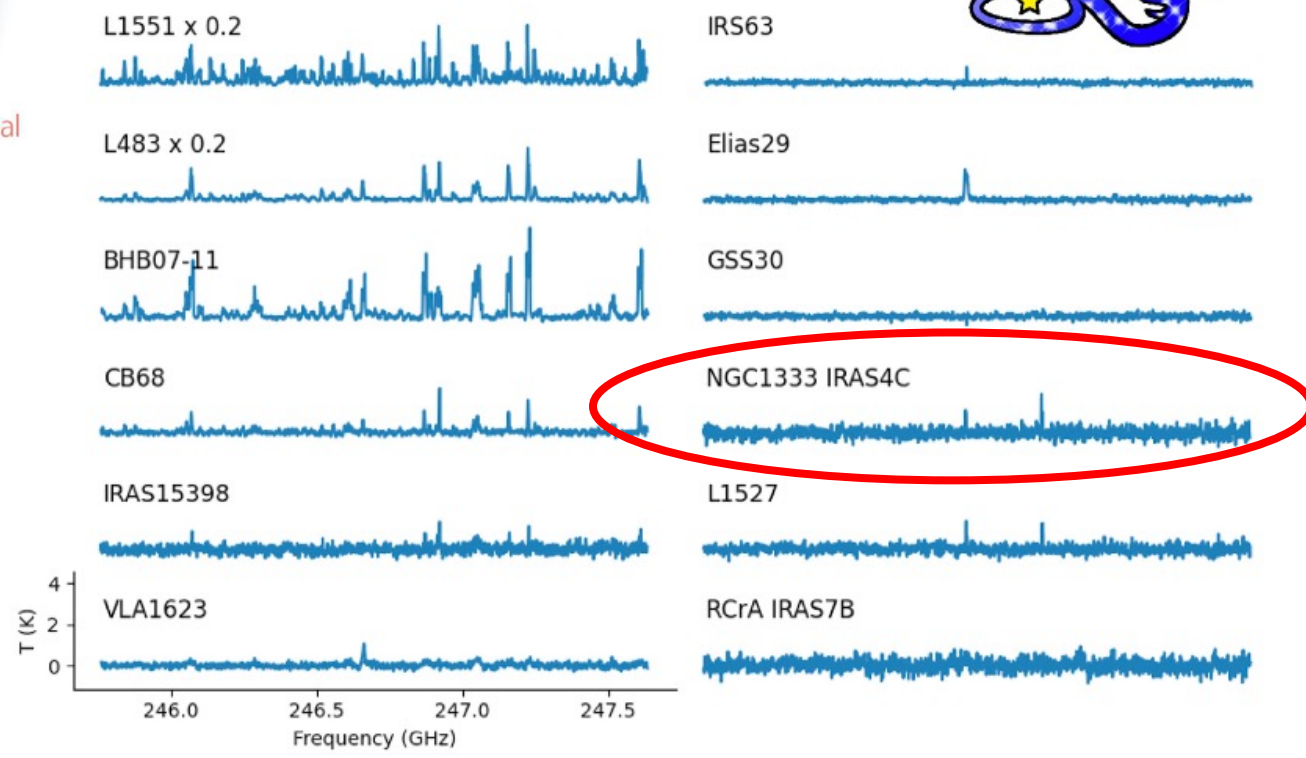 L1551 x 0.2
IRS63
al
L483 x 0.2
Elias29
BHB07-11
GSS30
CB68
NGC1333 IRAS4C
IRAS15398
L1527
VLA1623
RCrA IRAS7B
4
2
0
T (K)
246.0 246.5 247.0 247.5
Frequency (GHz)